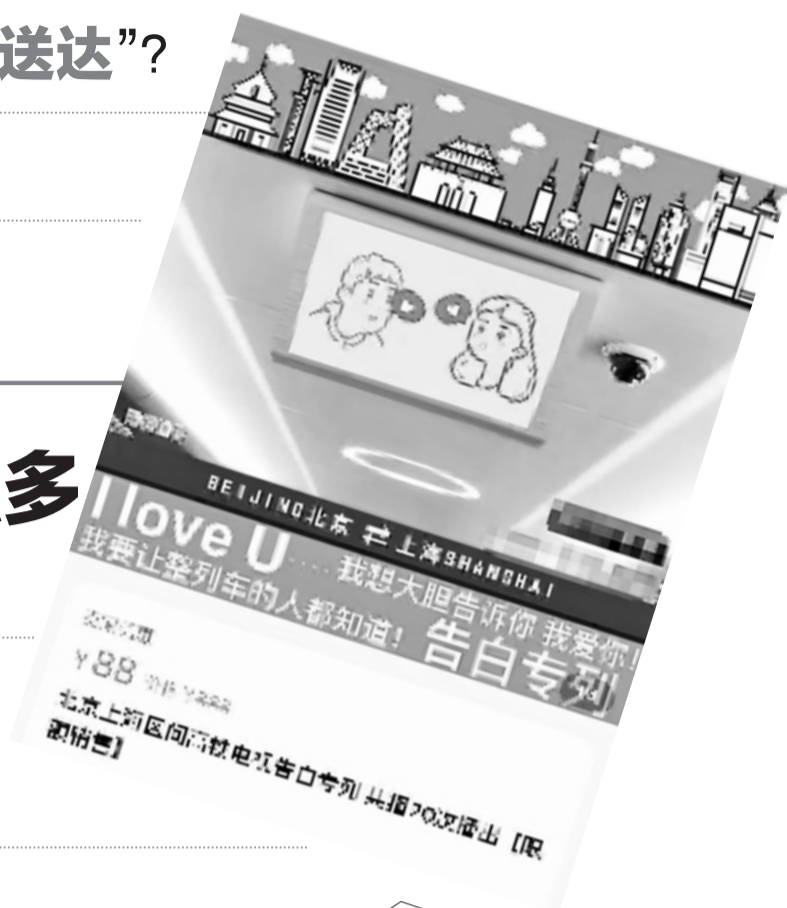 送达”?
多
BEIJING北京 上海SHANGHAI
I love U
····我想大胆告诉你 我爱你!
我要让整列车的人都知道!
告白专列
¥88
北京上海区间高铁电视告白专列 共播20次播出【限
额销售】